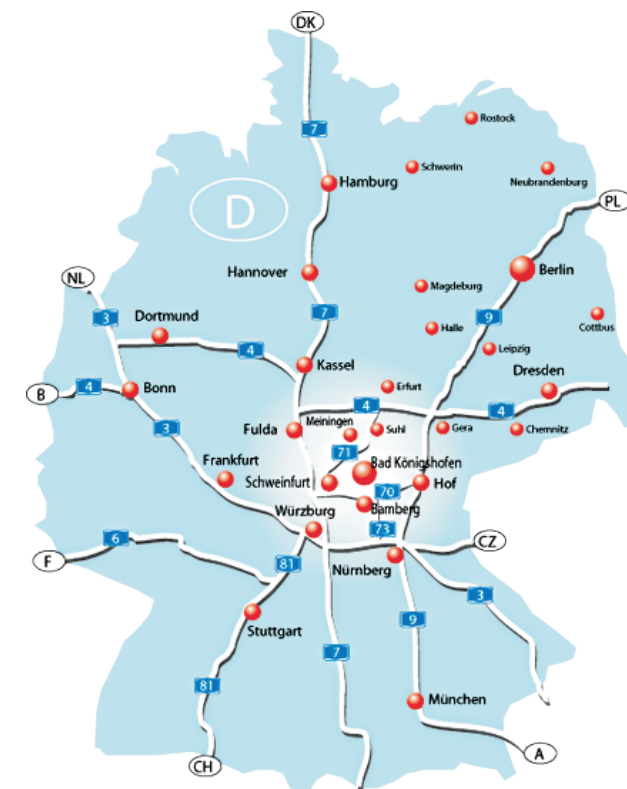 DK
7
Rostock
Schwerin
Neubrandenburg
Hamburg
PL
D
Hannover
Berlin
NL
Magdeburg
3
Dortmund
7
9
Halle
Cottbus
4
Leipzig
Kassel
Dresden
B
4
Bonn
Erfurt
4
4
3
Fulda
Meiningen
Suhl
Gera
Chemnitz
71
Frankfurt
Bad Königshofen
Schweinfurt
70
Hof
Bamberg
Würzburg
73
6
CZ
F
81
Nürnberg
3
9
Stuttgart
7
81
München
A
CH